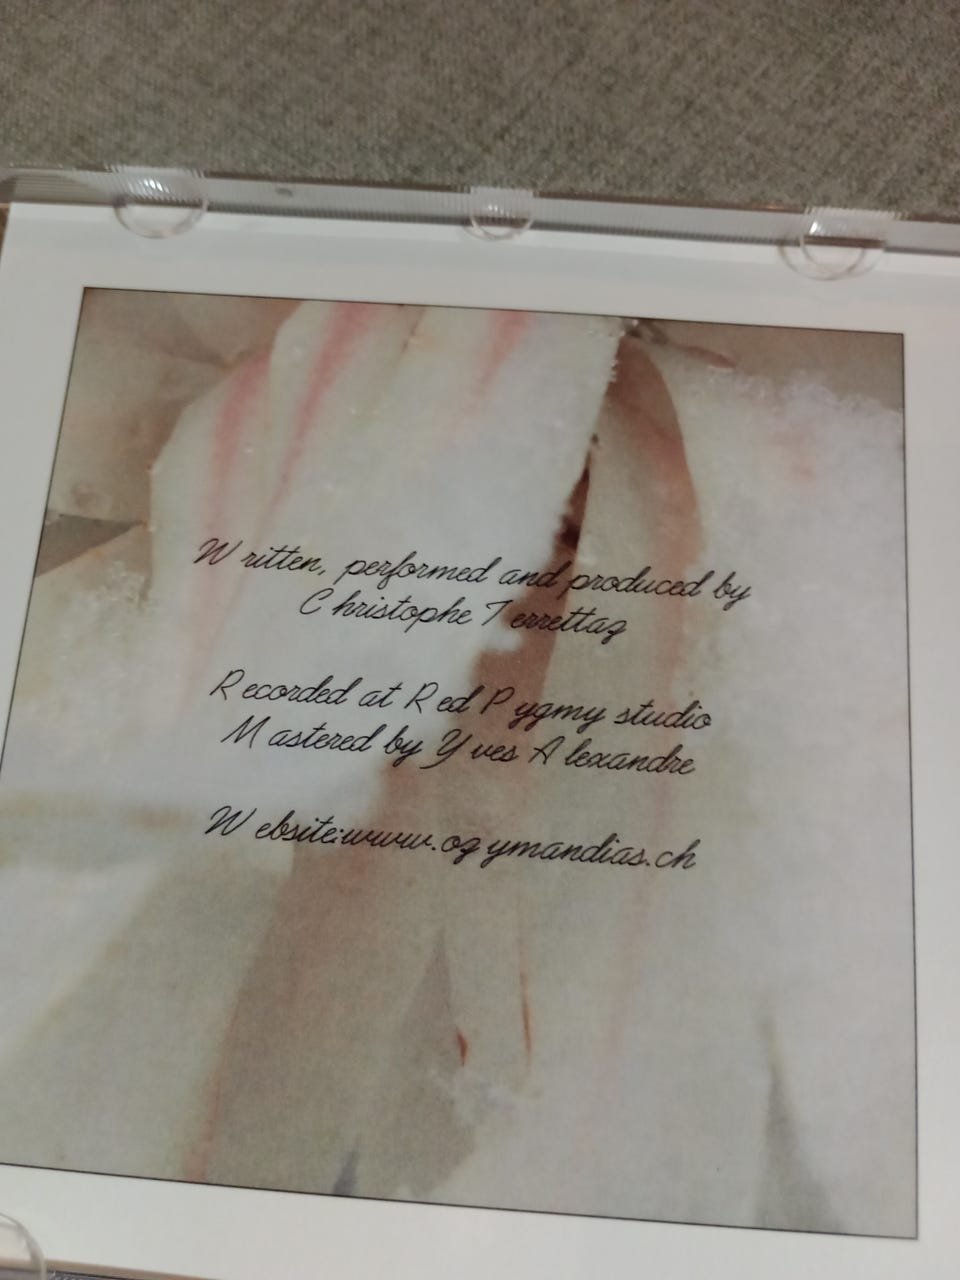 Written, performed and produced by
Christophe Terrettaz
Recorded at Red Pygmy studio
Mastered by Yves Alexandre
Website:www.ozymandias.ch